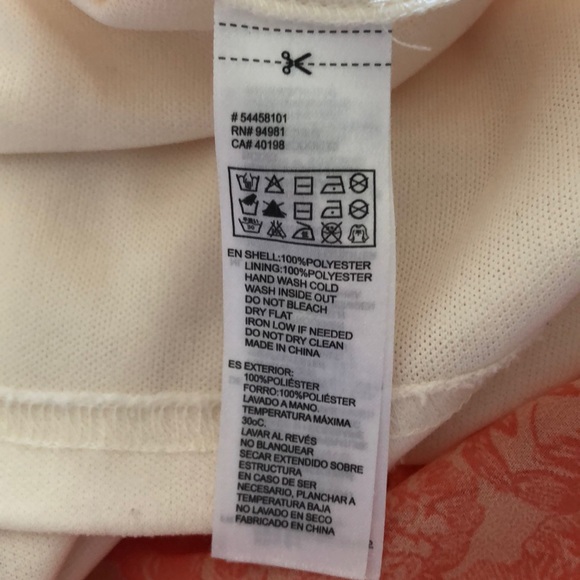 # 54458101
RN# 94981
CA# 40198
EN SHELL:100%POLYESTER
LINING:100%POLYESTER
HAND WASH COLD
WASH INSIDE OUT
DO NOT BLEACH
DRY FLAT
IRON LOW IF NEEDED
DO NOT DRY CLEAN
MADE IN CHINA
ES EXTERIOR:
100%POLIÉSTER
FORRO:100%POLIÉSTER
LAVADO A MANO.
TEMPERATURA MÁXIMA
30oC.
LAVAR AL REVÉS
NO BLANQUEAR
SECAR EXTENDIDO SOBRE
ESTRUCTURA
EN CASO DE SER
NECESARIO, PLANCHAR A
TEMPERATURA BAJA
NO LAVADO EN SECO
FABRICADO EN CHINA